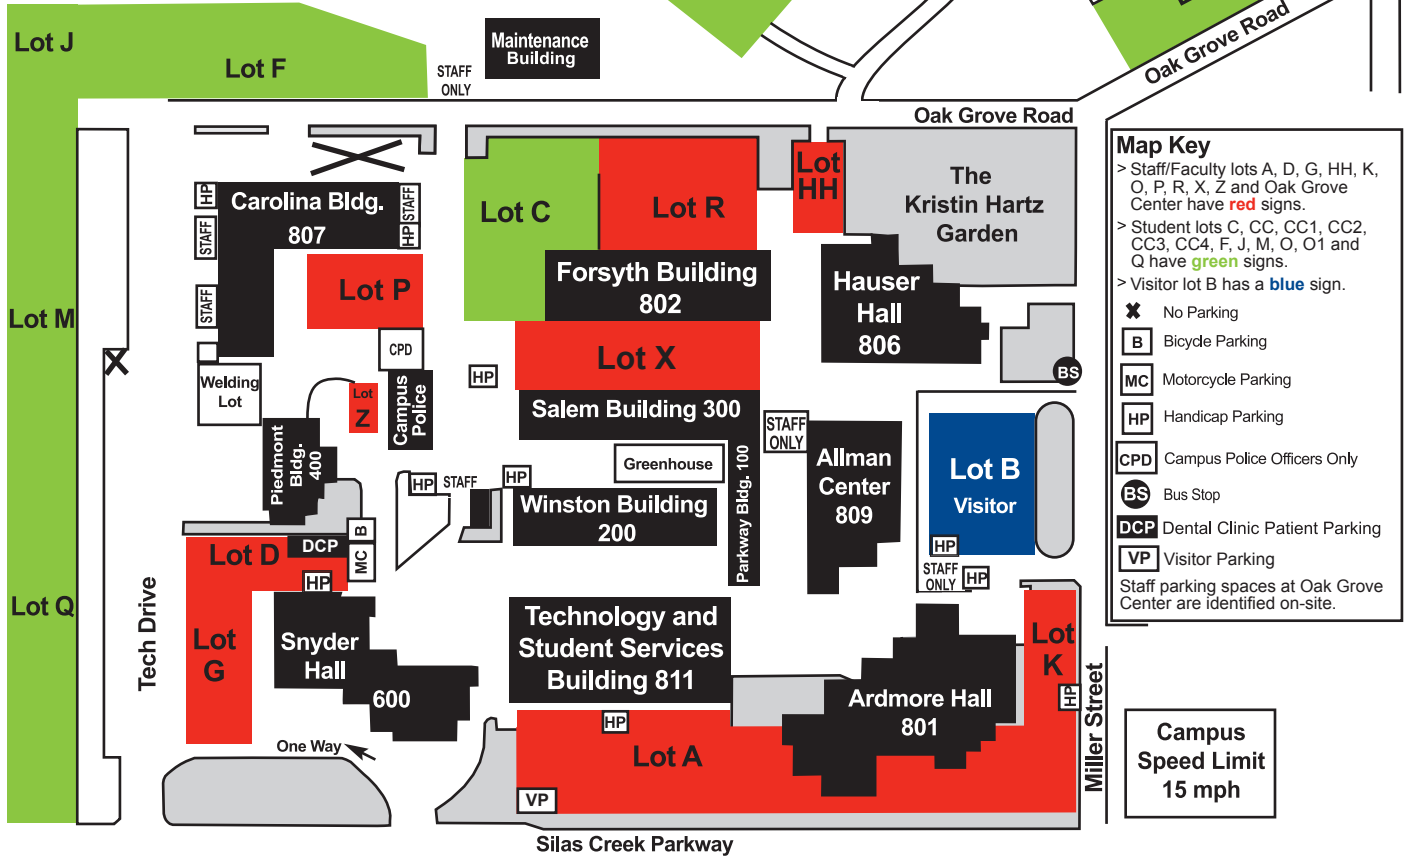 Lot J
Lot F
STAFF
ONLY
Maintenance
Building
Oak Grove Road
Oak Grove Road
HP
STAFF
STAFF
Carolina Bldg.
807
STAFF
HP
Lot C
Lot R
Lot
HH
The
Kristin Hartz
Garden
Forsyth Building
802
Hauser
Hall
806
Lot P
CPD
Lot M
Welding
Lot
Lot
Z
Campus
Police
HP
Lot X
BS
Salem Building 300
STAFF
ONLY
Piedmont
Bldg.
400
HP
STAFF
HP
Greenhouse
Winston Building
200
Parkway Bldg. 100
Allman
Center
809
Lot B
Visitor
HP
STAFF
ONLY
HP
B
MC
Lot D
DCP
HP
Lot Q
Tech Drive
Lot
G
Snyder
Hall
600
Technology and
Student Services
Building 811
Lot
K
HP
Ardmore Hall
801
HP
Lot A
VP
One Way
Miller Street
Silas Creek Parkway
Map Key
> Staff/Faculty lots A, D, G, HH, K,
O, P, R, X, Z and Oak Grove
Center have red signs.
> Student lots C, CC, CC1, CC2,
CC3, CC4, F, J, M, O, O1 and
Q have green signs.
> Visitor lot B has a blue sign.
No Parking
B Bicycle Parking
MC Motorcycle Parking
HP Handicap Parking
CPD Campus Police Officers Only
BS Bus Stop
DCP Dental Clinic Patient Parking
VP Visitor Parking
Staff parking spaces at Oak Grove
Center are identified on-site.
Campus
Speed Limit
15 mph